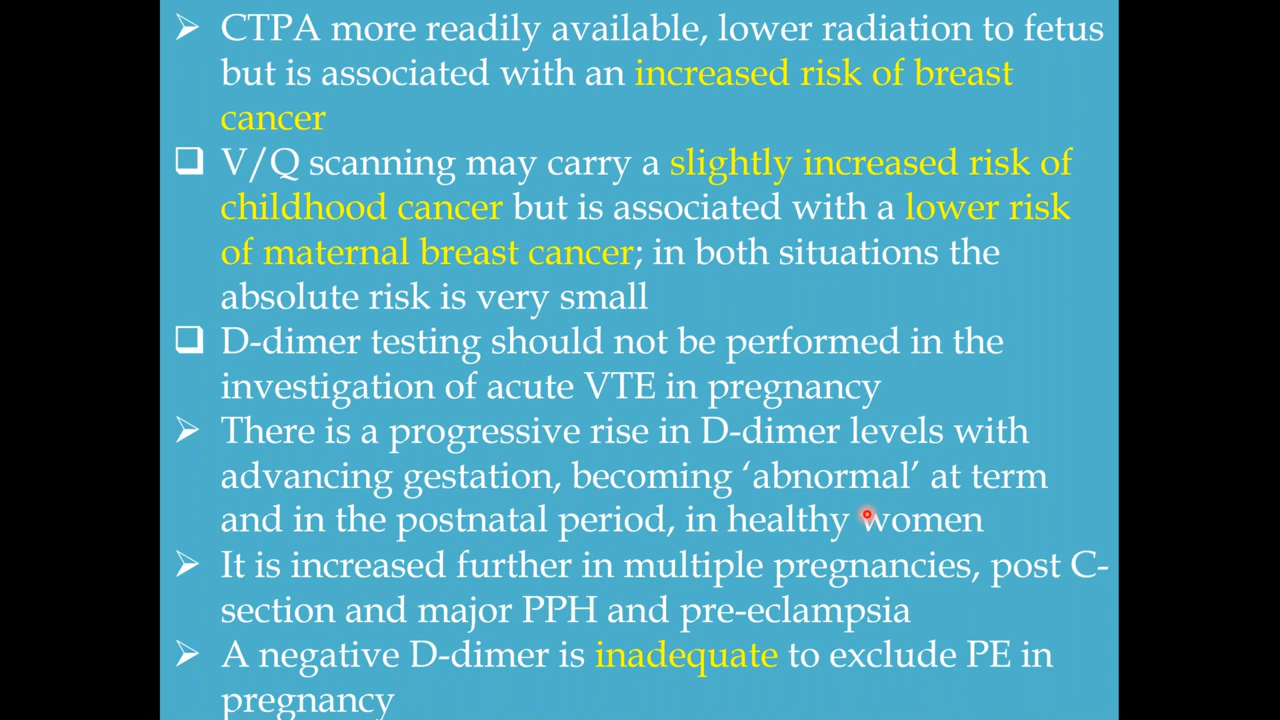 CTPA more readily available, lower radiation to fetus
but is associated with an increased risk of breast
cancer
V/Q scanning may carry a slightly increased risk of
childhood cancer but is associated with a lower risk
of maternal breast cancer; in both situations the
absolute risk is very small
D-dimer testing should not be performed in the
investigation of acute VTE in pregnancy
There is a progressive rise in D-dimer levels with
advancing gestation, becoming ‘abnormal’ at term
and in the postnatal period, in healthy women
It is increased further in multiple pregnancies, post C-
section and major PPH and pre-eclampsia
A negative D-dimer is inadequate to exclude PE in
pregnancy